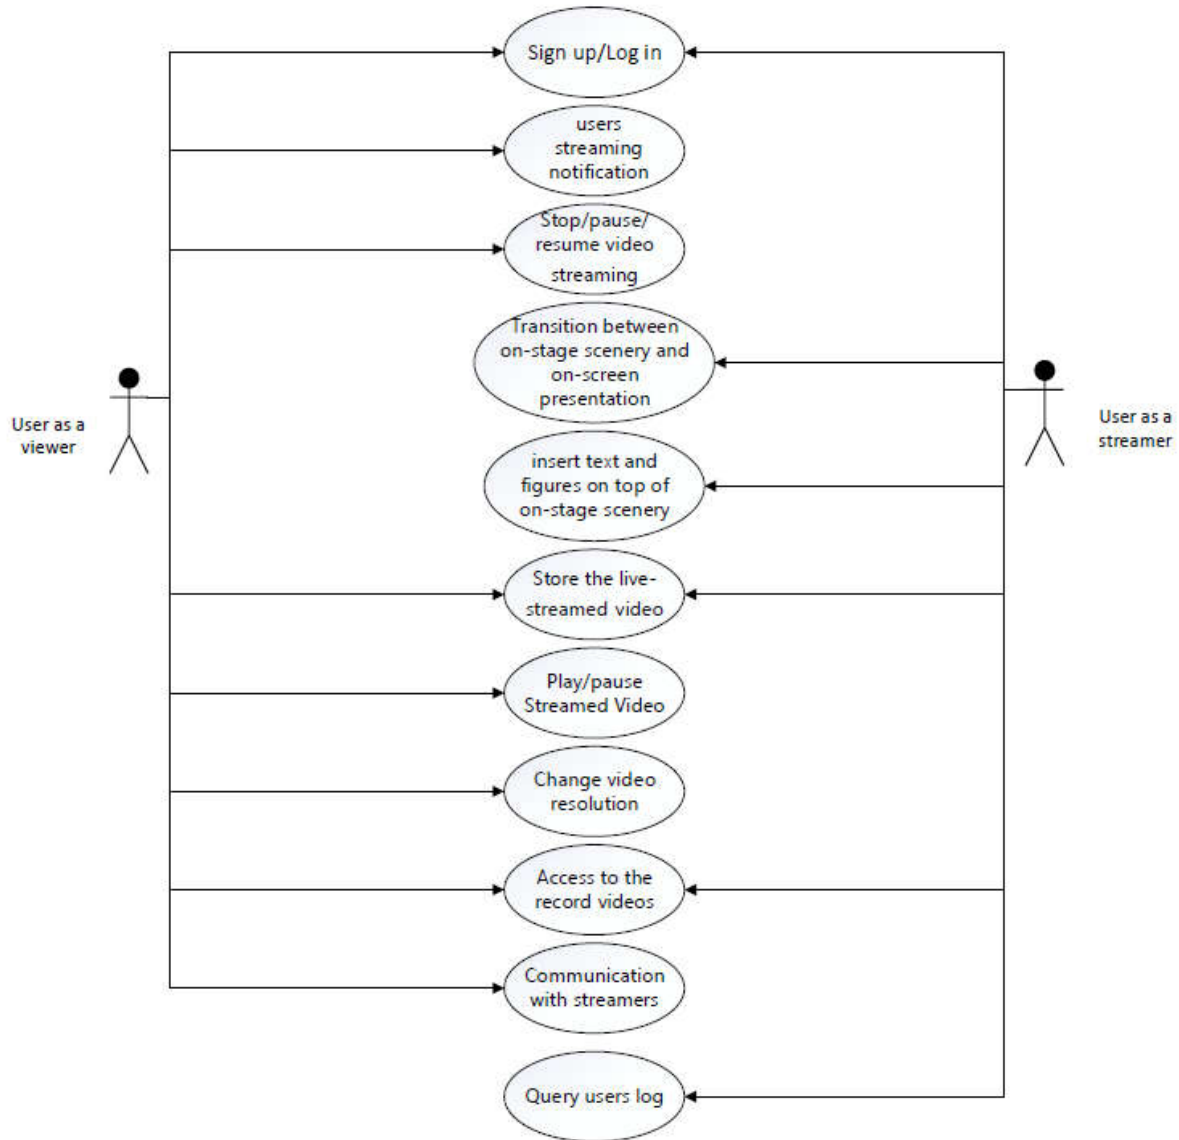 Sign up/Log in
users
streaming
notification
Stop/pause/
resume video
streaming
Transition between
on-stage scenery and
on-screen
presentation
User as a
viewer
User as a
streamer
insert text and
figures on top of
on-stage scenery
Store the live-
streamed video
Play/pause
Streamed Video
Change video
resolution
Access to the
record videos
Communication
with streamers
Query users log